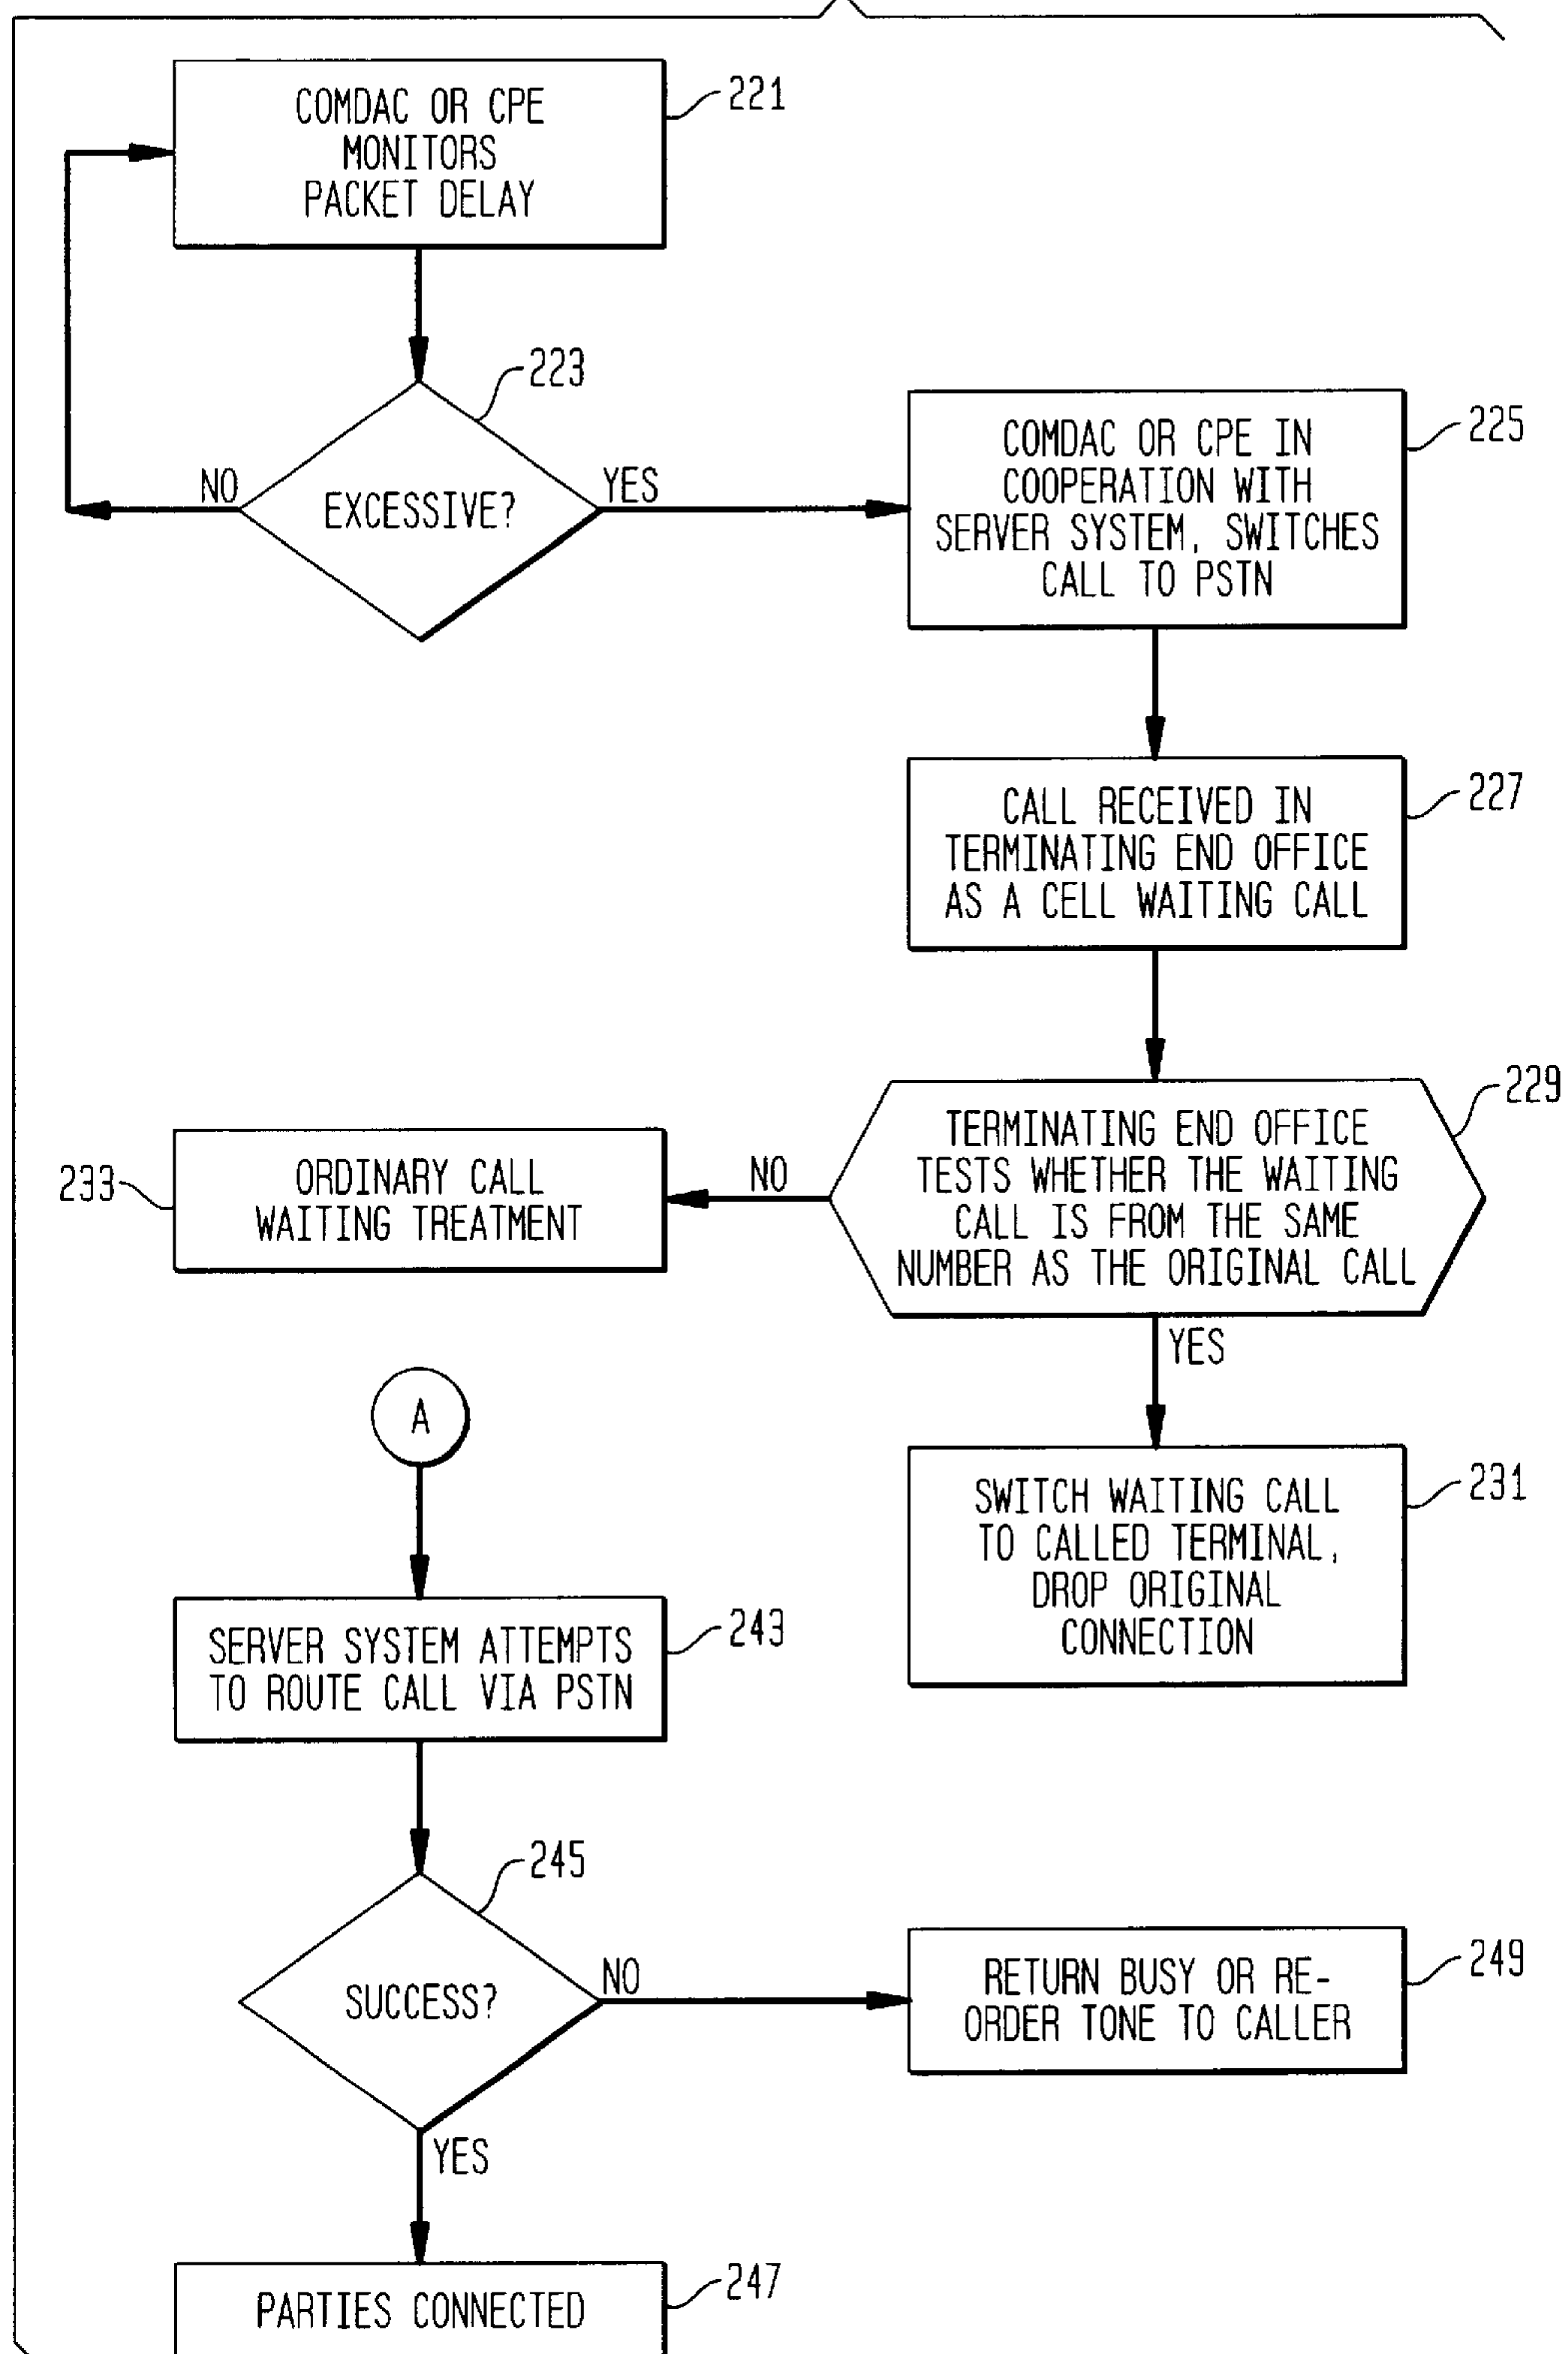 COMDAC OR CPE
MONITORS
PACKET DELAY
221
223
EXCESSIVE?
NO
YES
COMDAC OR CPE IN
COOPERATION WITH
SERVER SYSTEM, SWITCHES
CALL TO PSTN
225
CALL RECEIVED IN
TERMINATING END OFFICE
AS A CELL WAITING CALL
227
TERMINATING END OFFICE
TESTS WHETHER THE WAITING
CALL IS FROM THE SAME
NUMBER AS THE ORIGINAL CALL
229
NO
233
ORDINARY CALL
WAITING TREATMENT
YES
SWITCH WAITING CALL
TO CALLED TERMINAL,
DROP ORIGINAL
CONNECTION
231
A
SERVER SYSTEM ATTEMPTS
TO ROUTE CALL VIA PSTN
243
245
SUCCESS?
NO
RETURN BUSY OR RE-
ORDER TONE TO CALLER
249
YES
PARTIES CONNECTED
247